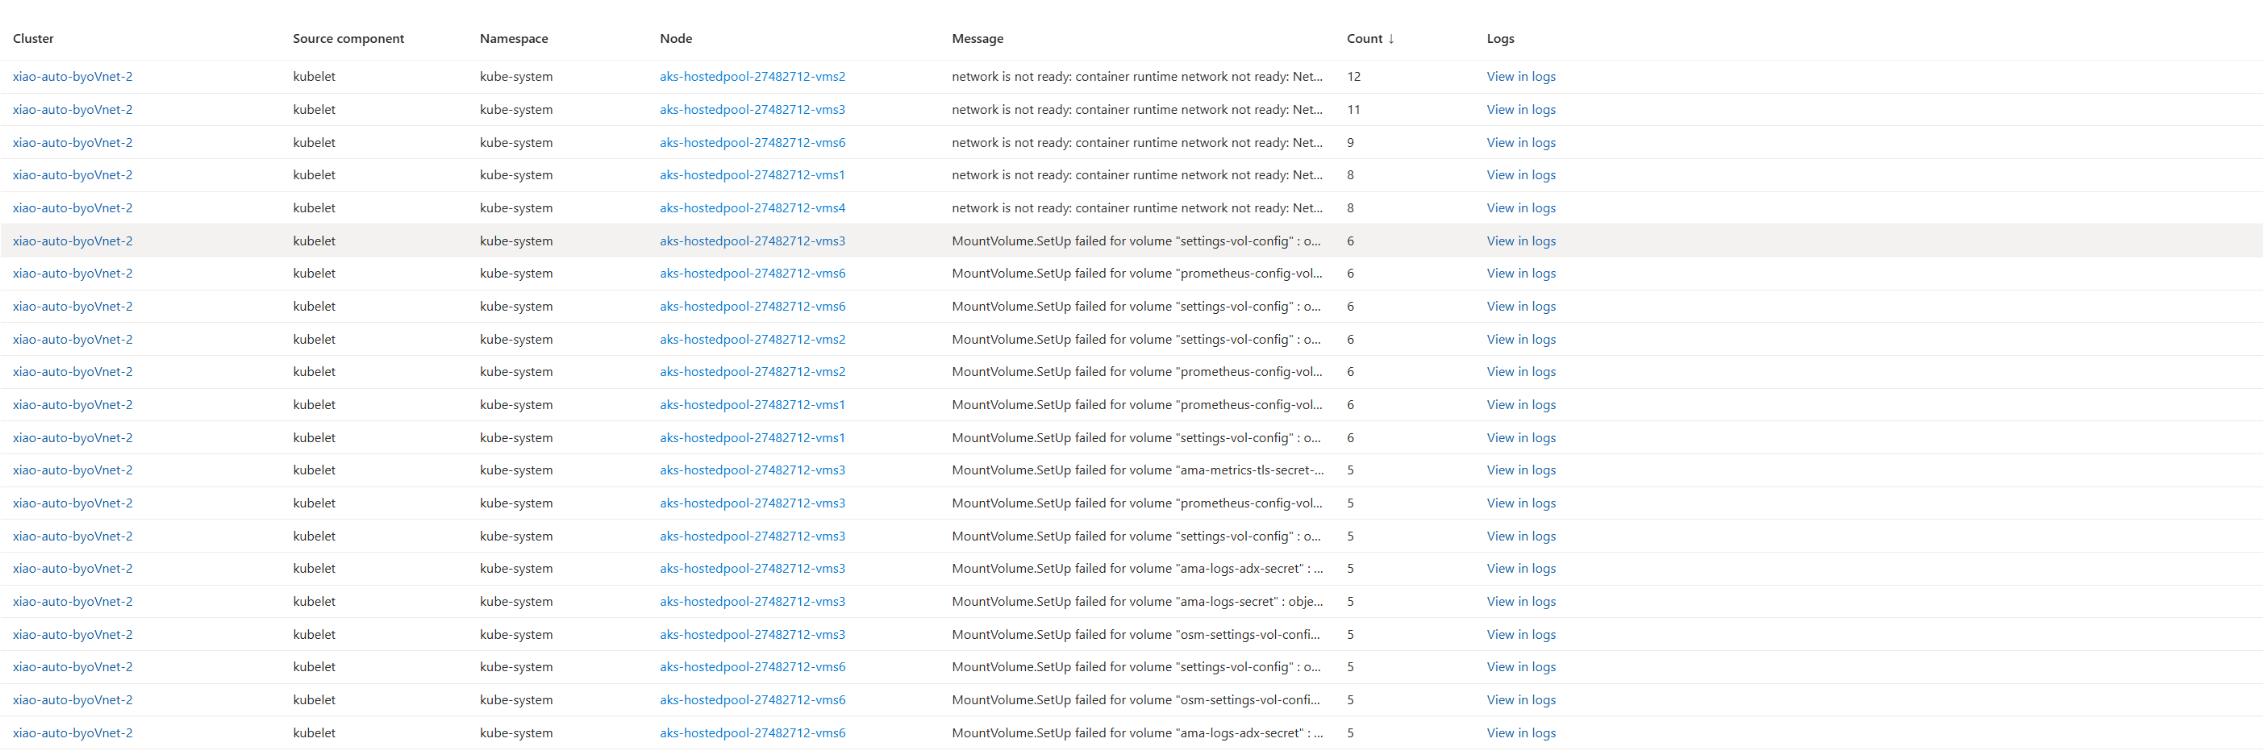 Cluster Source component Namespace Node Message Count ↓ Logs
xiao-auto-byoVnet-2 kubelet kube-system aks-hostedpool-27482712-vms2 network is not ready: container runtime network not ready: Net... 12 View in logs
xiao-auto-byoVnet-2 kubelet kube-system aks-hostedpool-27482712-vms3 network is not ready: container runtime network not ready: Net... 11 View in logs
xiao-auto-byoVnet-2 kubelet kube-system aks-hostedpool-27482712-vms6 network is not ready: container runtime network not ready: Net... 9 View in logs
xiao-auto-byoVnet-2 kubelet kube-system aks-hostedpool-27482712-vms1 network is not ready: container runtime network not ready: Net... 8 View in logs
xiao-auto-byoVnet-2 kubelet kube-system aks-hostedpool-27482712-vms4 network is not ready: container runtime network not ready: Net... 8 View in logs
xiao-auto-byoVnet-2 kubelet kube-system aks-hostedpool-27482712-vms3 MountVolume.SetUp failed for volume "settings-vol-config" : o... 6 View in logs
xiao-auto-byoVnet-2 kubelet kube-system aks-hostedpool-27482712-vms6 MountVolume.SetUp failed for volume "prometheus-config-vol... 6 View in logs
xiao-auto-byoVnet-2 kubelet kube-system aks-hostedpool-27482712-vms6 MountVolume.SetUp failed for volume "settings-vol-config" : o... 6 View in logs
xiao-auto-byoVnet-2 kubelet kube-system aks-hostedpool-27482712-vms2 MountVolume.SetUp failed for volume "settings-vol-config" : o... 6 View in logs
xiao-auto-byoVnet-2 kubelet kube-system aks-hostedpool-27482712-vms2 MountVolume.SetUp failed for volume "prometheus-config-vol... 6 View in logs
xiao-auto-byoVnet-2 kubelet kube-system aks-hostedpool-27482712-vms1 MountVolume.SetUp failed for volume "prometheus-config-vol... 6 View in logs
xiao-auto-byoVnet-2 kubelet kube-system aks-hostedpool-27482712-vms1 MountVolume.SetUp failed for volume "settings-vol-config" : o... 6 View in logs
xiao-auto-byoVnet-2 kubelet kube-system aks-hostedpool-27482712-vms3 MountVolume.SetUp failed for volume "ama-metrics-tls-secret-... 5 View in logs
xiao-auto-byoVnet-2 kubelet kube-system aks-hostedpool-27482712-vms3 MountVolume.SetUp failed for volume "prometheus-config-vol... 5 View in logs
xiao-auto-byoVnet-2 kubelet kube-system aks-hostedpool-27482712-vms3 MountVolume.SetUp failed for volume "settings-vol-config" : o... 5 View in logs
xiao-auto-byoVnet-2 kubelet kube-system aks-hostedpool-27482712-vms3 MountVolume.SetUp failed for volume "ama-logs-adx-secret" : ... 5 View in logs
xiao-auto-byoVnet-2 kubelet kube-system aks-hostedpool-27482712-vms3 MountVolume.SetUp failed for volume "ama-logs-secret" : obje... 5 View in logs
xiao-auto-byoVnet-2 kubelet kube-system aks-hostedpool-27482712-vms3 MountVolume.SetUp failed for volume "osm-settings-vol-confi... 5 View in logs
xiao-auto-byoVnet-2 kubelet kube-system aks-hostedpool-27482712-vms6 MountVolume.SetUp failed for volume "settings-vol-config" : o... 5 View in logs
xiao-auto-byoVnet-2 kubelet kube-system aks-hostedpool-27482712-vms6 MountVolume.SetUp failed for volume "osm-settings-vol-confi... 5 View in logs
xiao-auto-byoVnet-2 kubelet kube-system aks-hostedpool-27482712-vms6 MountVolume.SetUp failed for volume "ama-logs-adx-secret" : ... 5 View in logs